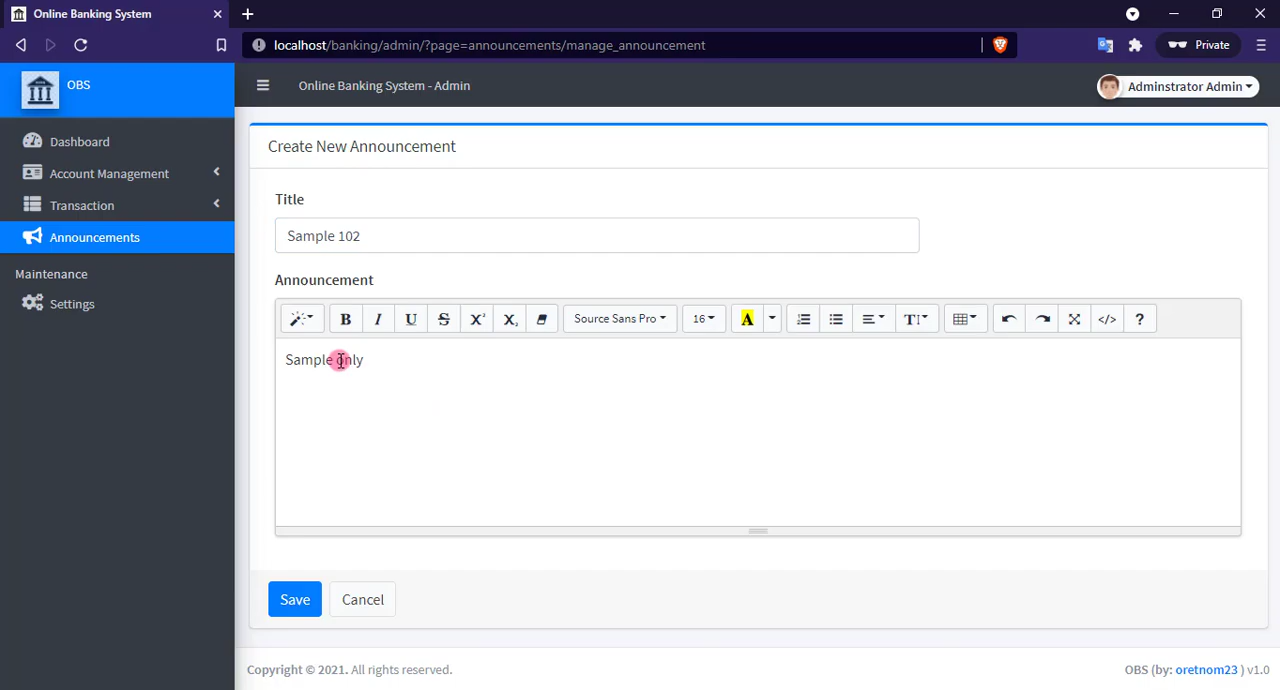 Online Banking System
localhost/banking/admin/?page=announcements/manage_announcement
Private
OBS
Online Banking System - Admin
Adminstrator Admin
Dashboard
Account Management
Transaction
Announcements
Maintenance
Settings
Create New Announcement
Title
Sample 102
Announcement
B I U S X² X₂ Source Sans Pro 16 A T </> ?
Sample only
Save Cancel
Copyright © 2021. All rights reserved.
OBS (by: oretnom23 ) v1.0